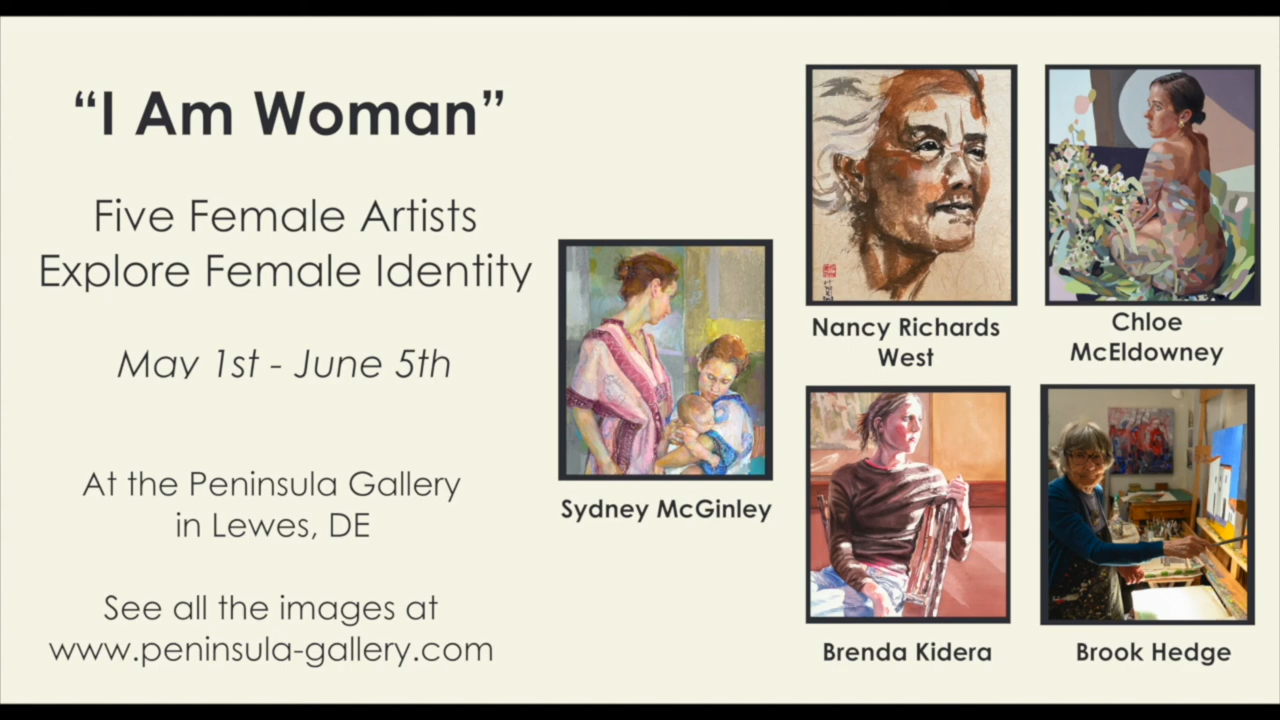 “I Am Woman”
Five Female Artists
Explore Female Identity
May 1st - June 5th
At the Peninsula Gallery
in Lewes, DE
See all the images at
www.peninsula-gallery.com
Sydney McGinley
Nancy Richards
West
Chloe
McEldowney
Brenda Kidera
Brook Hedge